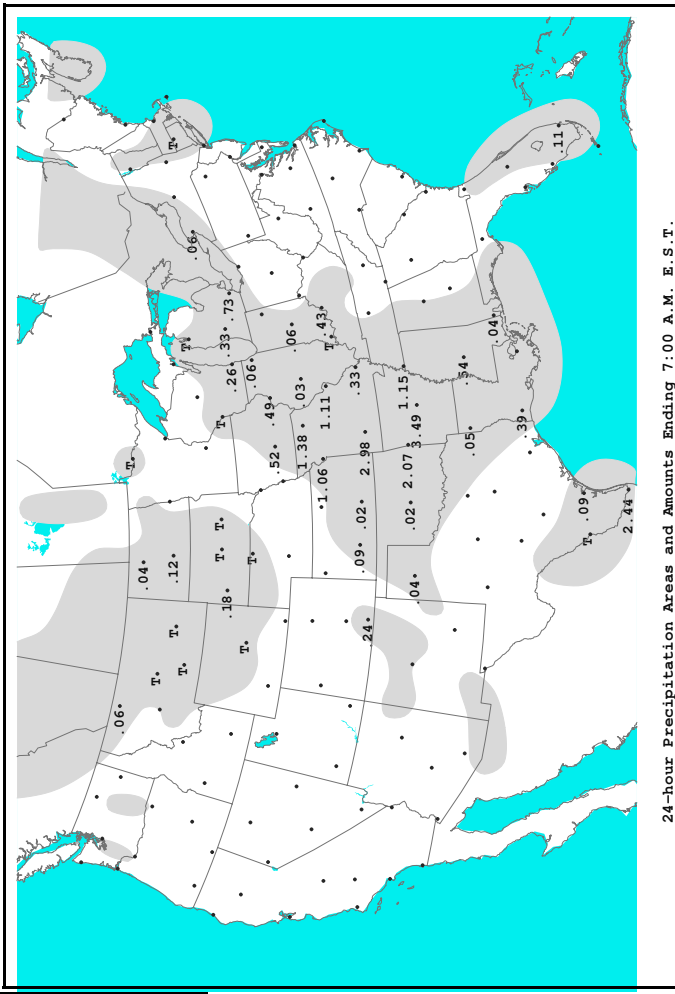 .06
T
.04
T
.12
T
T
T
T
.06
T
T
T
.33
.18
.73
.26
T
.06
T
.49
.52
.06
.03
1.38
.43
1.06
1.11
T
.33
.09
.02
2.98
.24
1.15
2.07
.02
.04
3.49
.54
.05
.04
.39
.11
.09
T
2.44
24-hour Precipitation Areas and Amounts Ending 7:00 A.M. E.S.T.